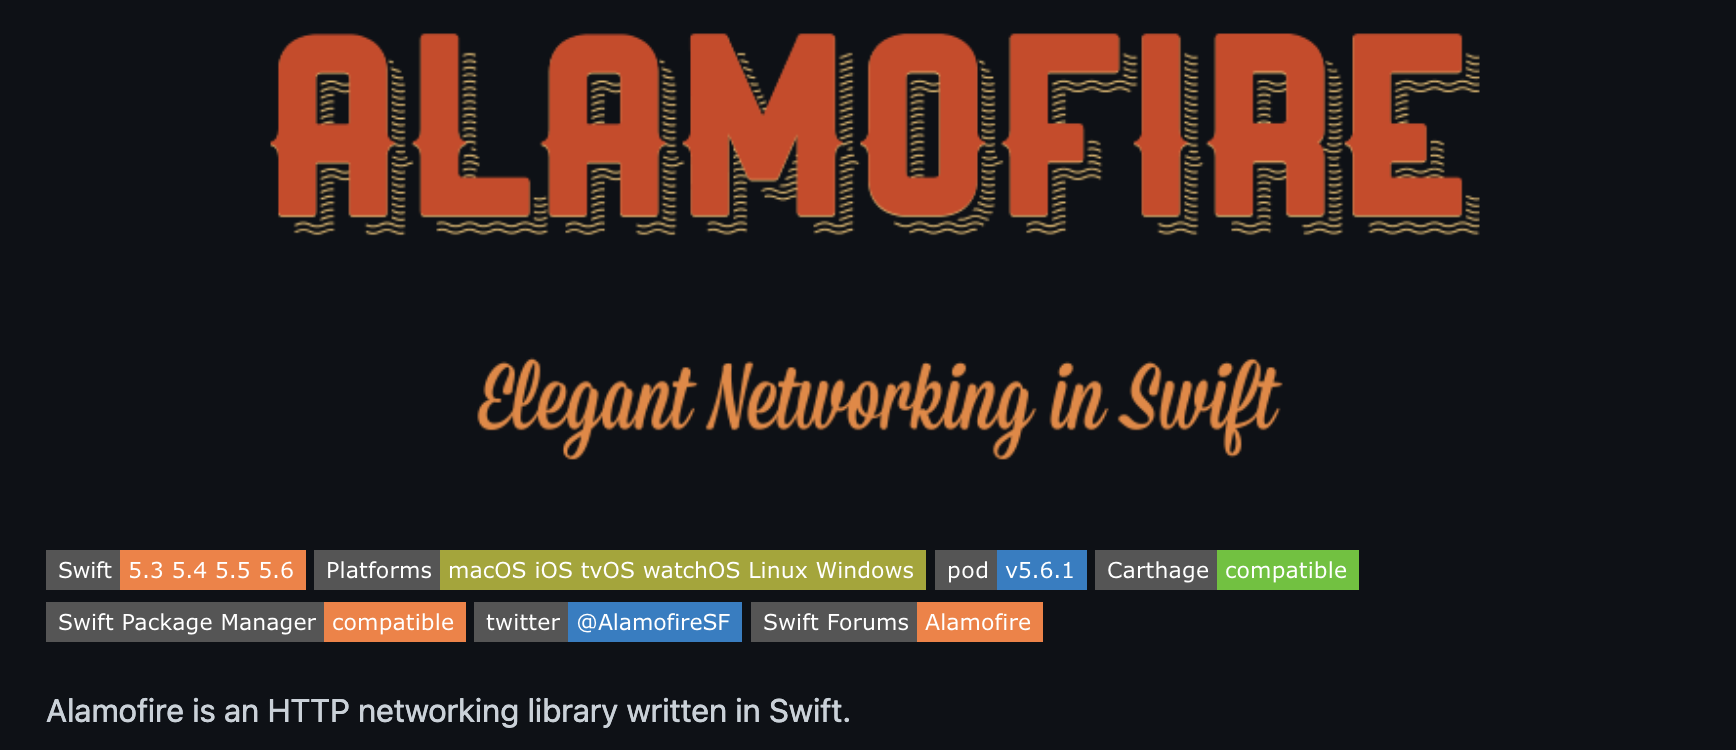 ALAMOFIRE
Elegant Networking in Swift
Swift 5.3 5.4 5.5 5.6 Platforms macOS iOS tvOS watchOS Linux Windows pod v5.6.1 Carthage compatible
Swift Package Manager compatible twitter @AlamofireSF Swift Forums Alamofire
Alamofire is an HTTP networking library written in Swift.